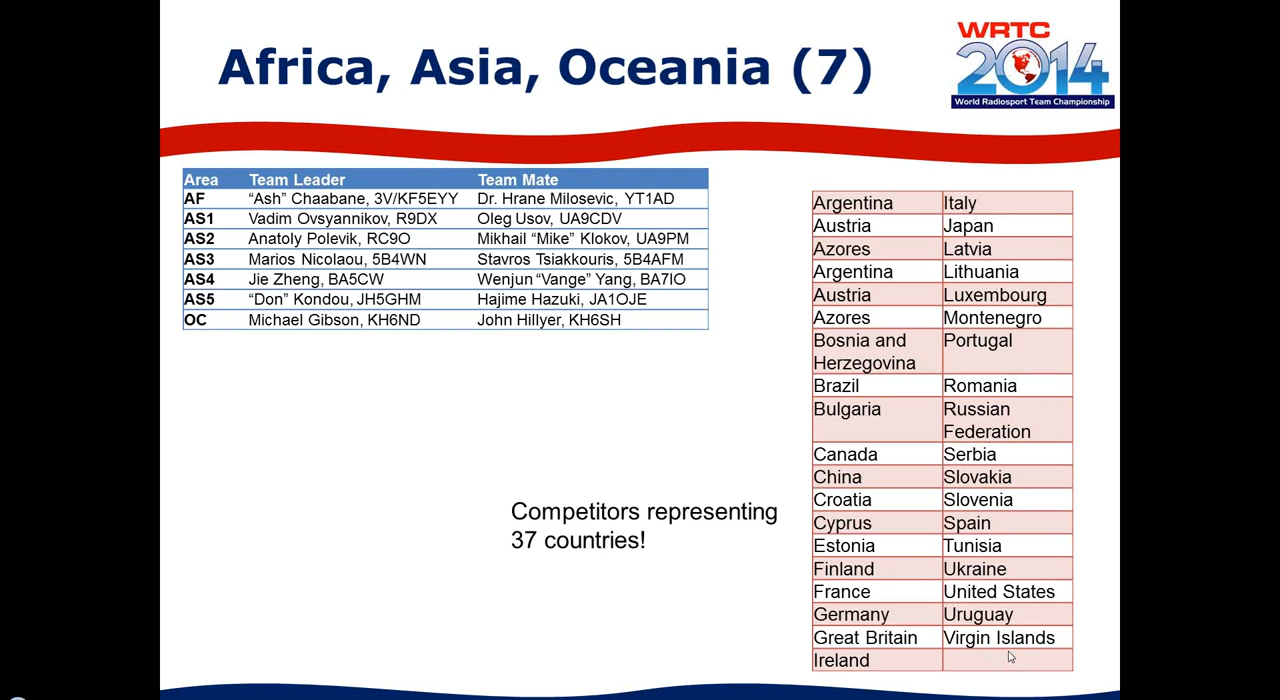 Africa, Asia, Oceania (7)
WRTC
2014
World Radiosport Team Championship
Area Team Leader Team Mate
AF “Ash” Chaabane, 3V/KF5EYY Dr. Hrane Milosevic, YT1AD
AS1 Vadim Ovsyannikov, R9DX Oleg Usov, UA9CDV
AS2 Anatoly Polevik, RC9O Mikhail “Mike” Klokov, UA9PM
AS3 Marios Nicolaou, 5B4WN Stavros Tsiakkouris, 5B4AFM
AS4 Jie Zheng, BA5CW Wenjun “Vange” Yang, BA7IO
AS5 “Don” Kondou, JH5GHM Hajime Hazuki, JA1OJE
OC Michael Gibson, KH6ND John Hillyer, KH6SH
Competitors representing
37 countries!
Argentina Italy
Austria Japan
Azores Latvia
Argentina Lithuania
Austria Luxembourg
Azores Montenegro
Bosnia and Portugal
Herzegovina
Brazil Romania
Bulgaria Russian
Federation
Canada Serbia
China Slovakia
Croatia Slovenia
Cyprus Spain
Estonia Tunisia
Finland Ukraine
France United States
Germany Uruguay
Great Britain Virgin Islands
Ireland